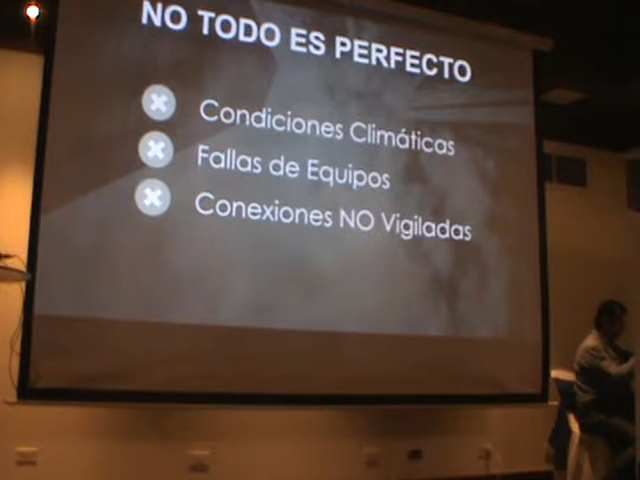 NO TODO ES PERFECTO
Condiciones Climáticas
Fallas de Equipos
Conexiones NO Vigiladas